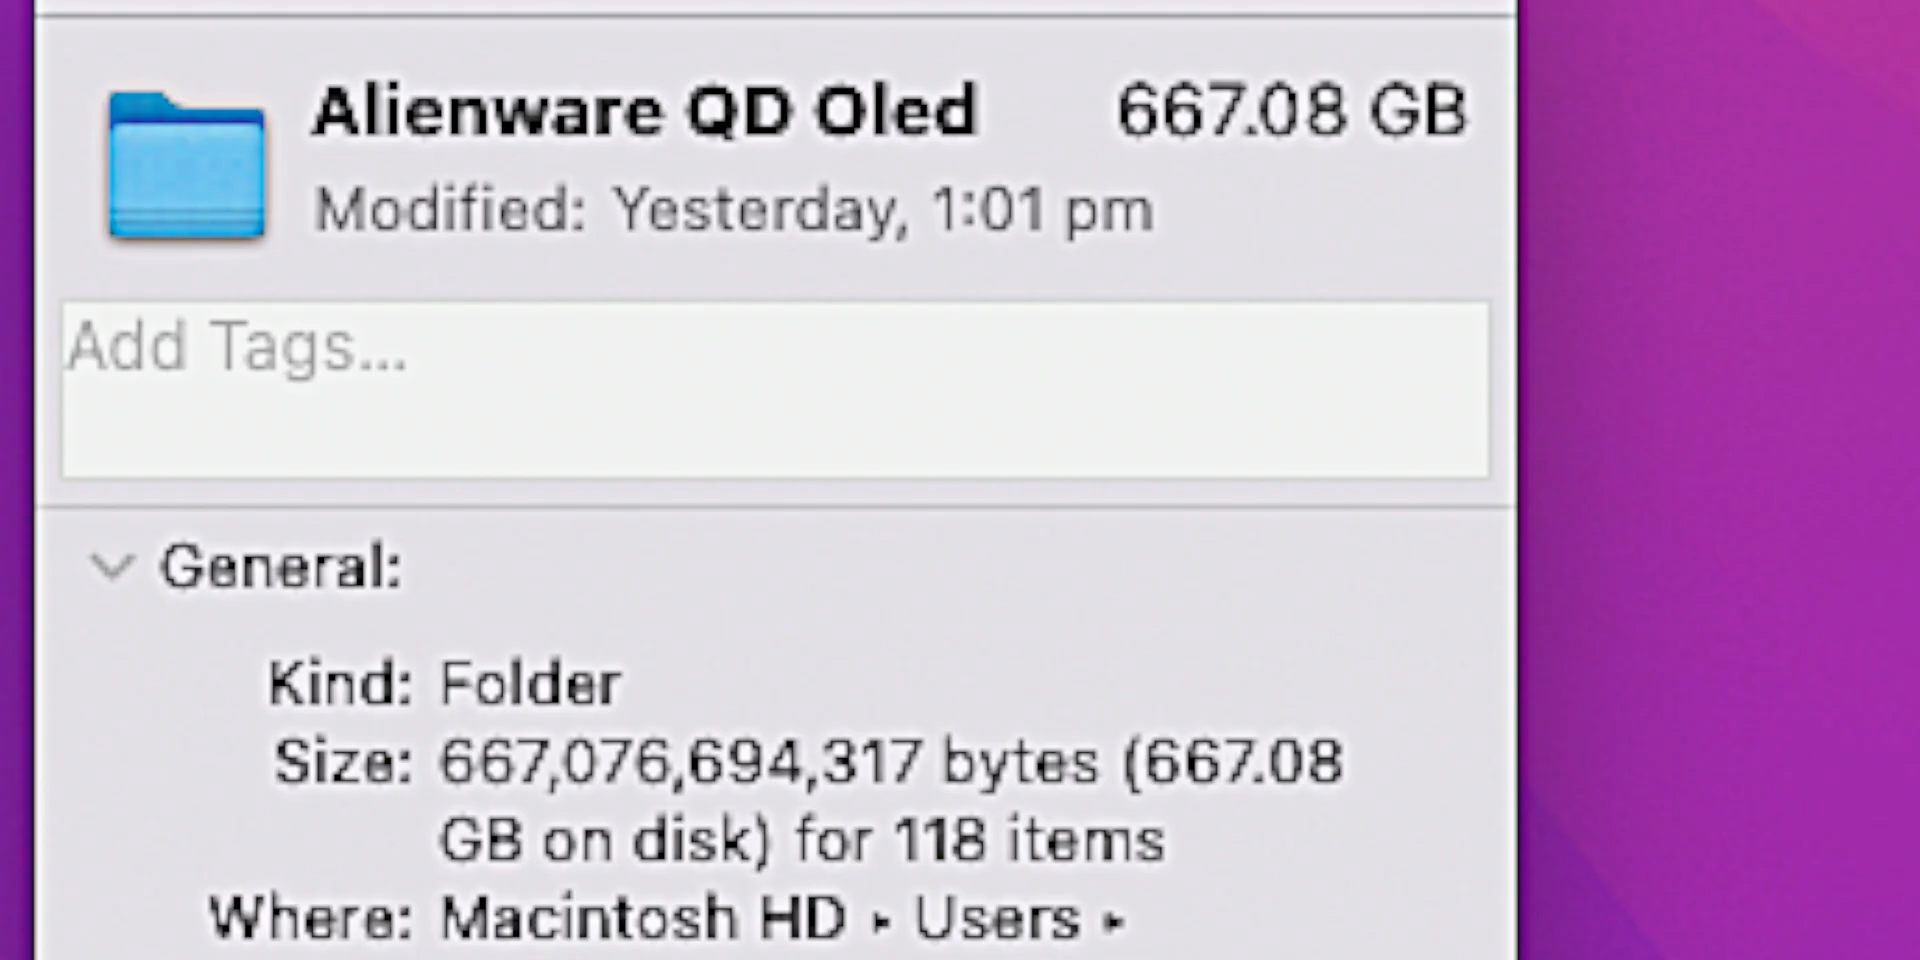 Alienware QD Oled 667.08 GB
Modified: Yesterday, 1:01 pm
Add Tags...
General:
Kind: Folder
Size: 667,076,694,317 bytes (667.08
GB on disk) for 118 items
Where: Macintosh HD ▸ Users ▸